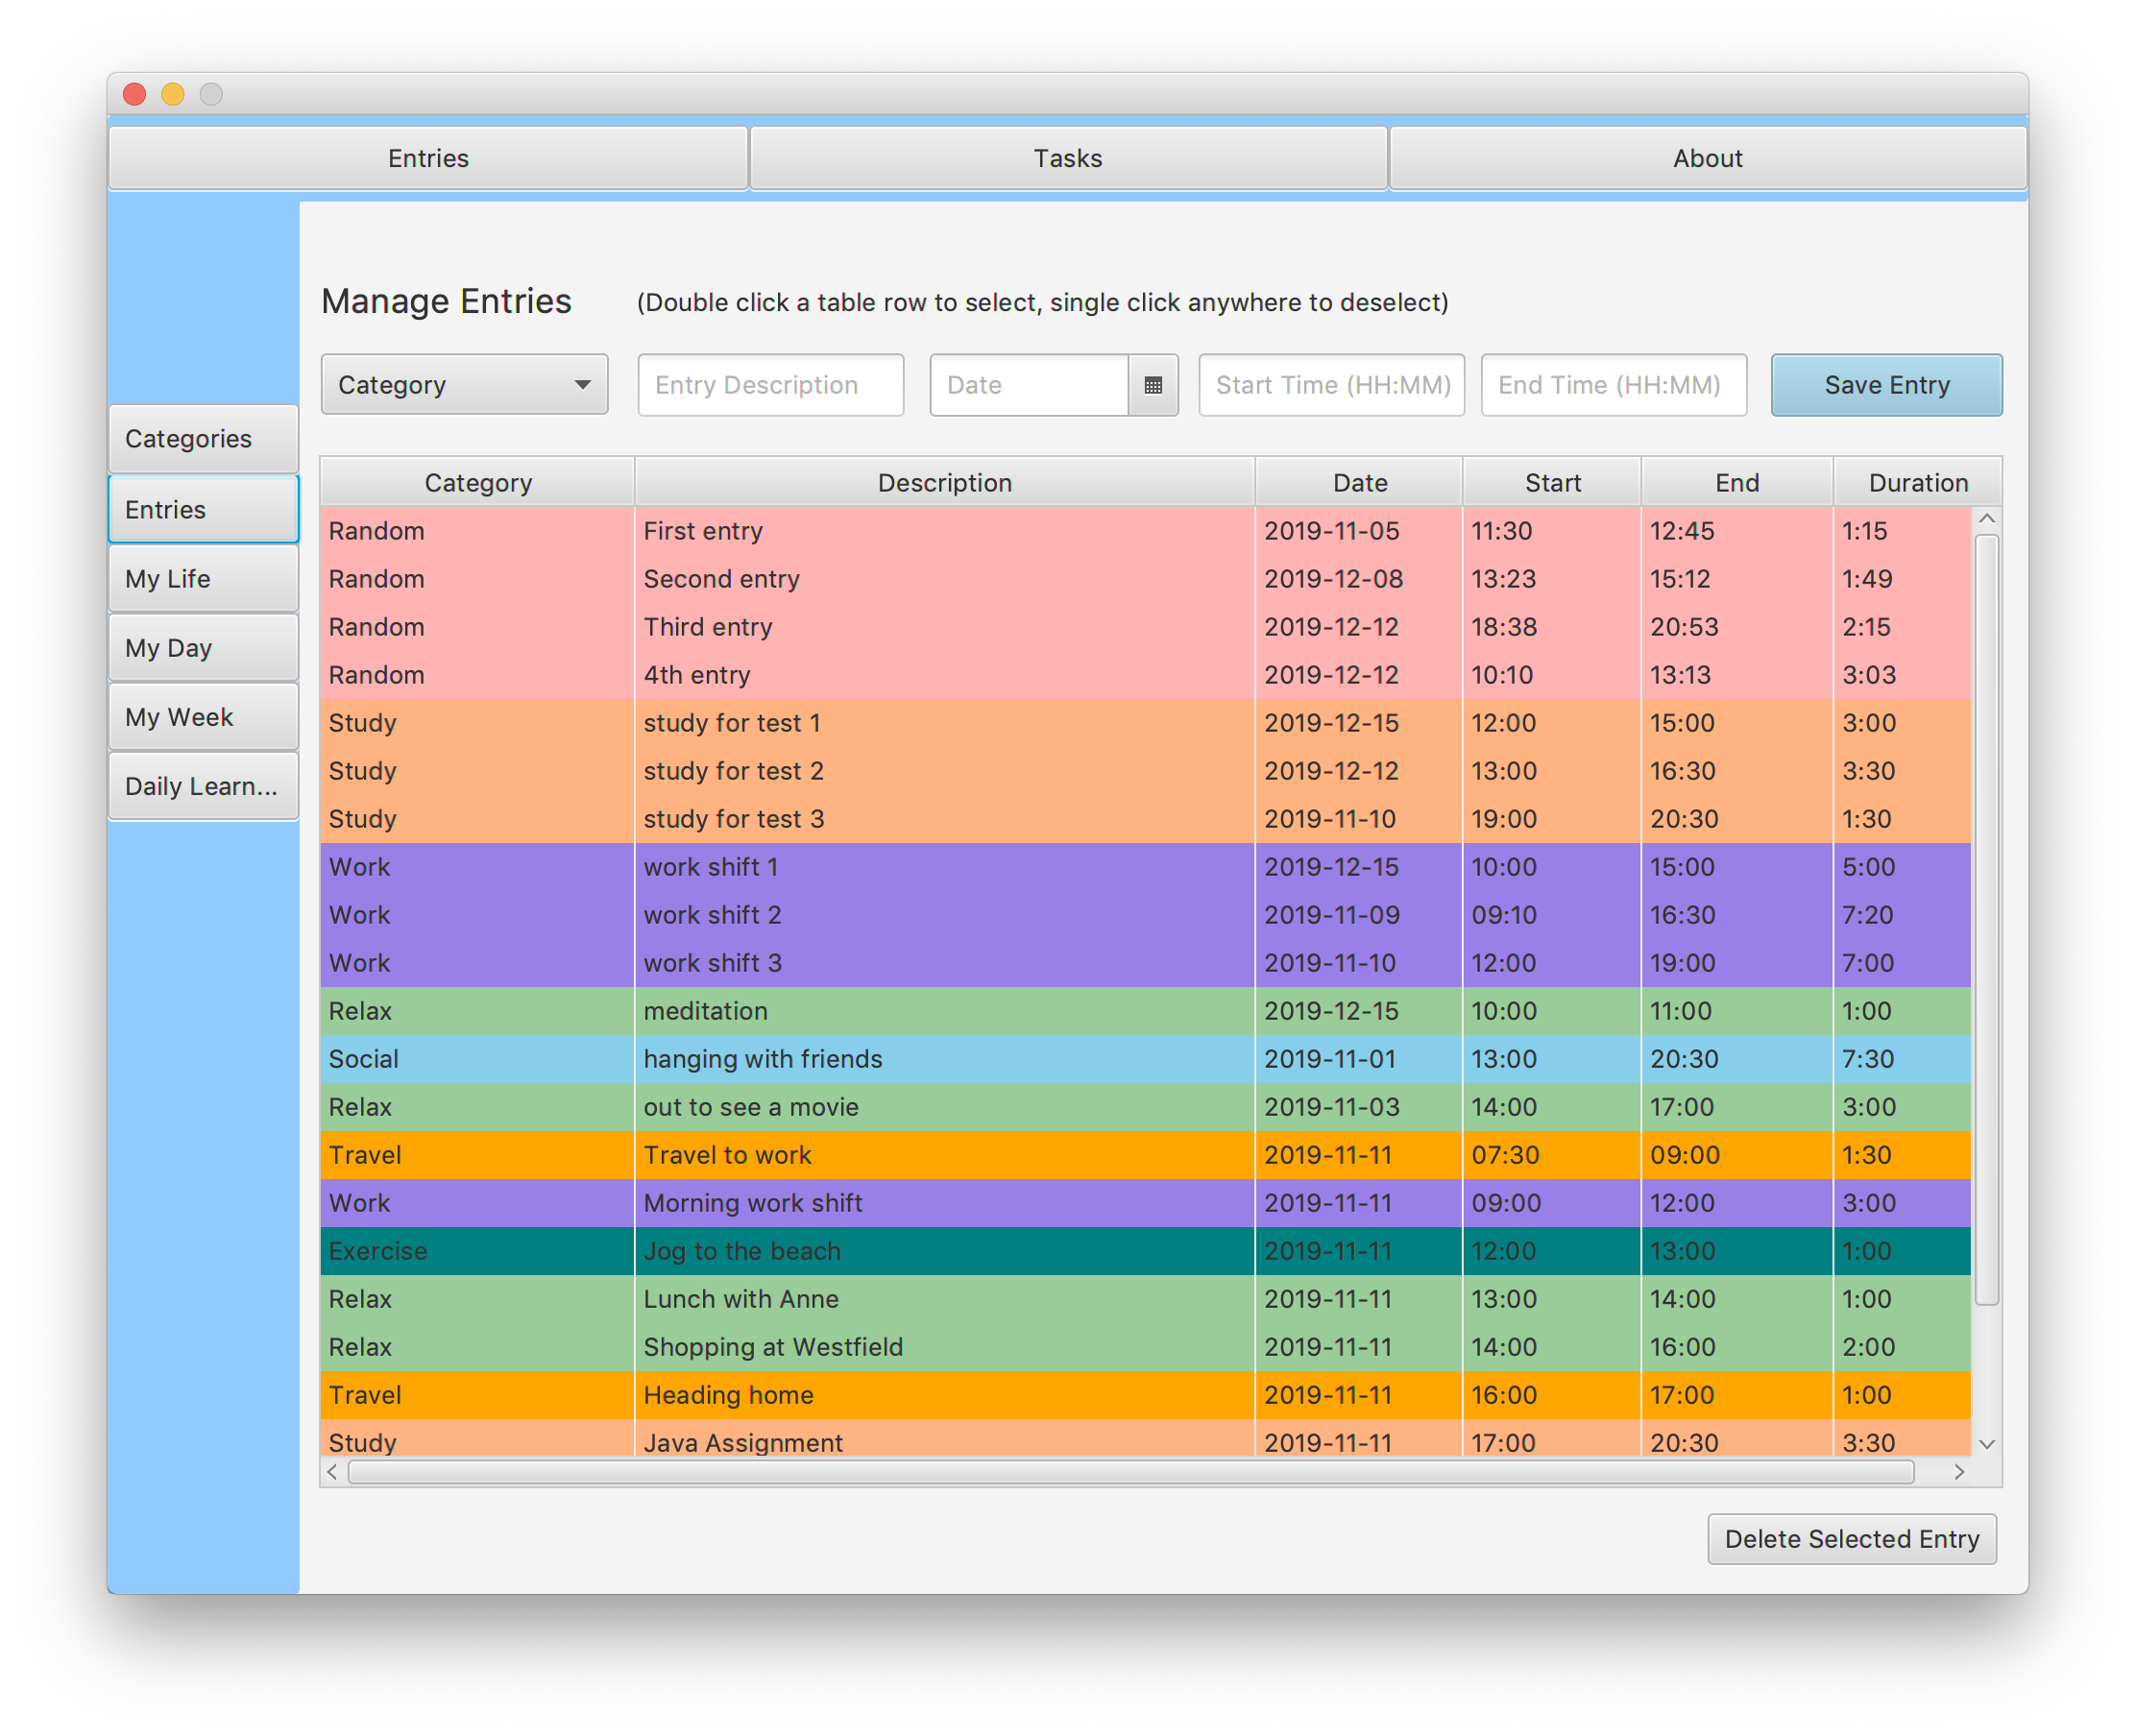 Entries Tasks About
Manage Entries (Double click a table row to select, single click anywhere to deselect)
Category Entry Description Date Start Time (HH:MM) End Time (HH:MM) Save Entry
Categories
Entries
My Life
My Day
My Week
Daily Learn...
Category Description Date Start End Duration
Random First entry 2019-11-05 11:30 12:45 1:15
Random Second entry 2019-12-08 13:23 15:12 1:49
Random Third entry 2019-12-12 18:38 20:53 2:15
Random 4th entry 2019-12-12 10:10 13:13 3:03
Study study for test 1 2019-12-15 12:00 15:00 3:00
Study study for test 2 2019-12-12 13:00 16:30 3:30
Study study for test 3 2019-11-10 19:00 20:30 1:30
Work work shift 1 2019-12-15 10:00 15:00 5:00
Work work shift 2 2019-11-09 09:10 16:30 7:20
Work work shift 3 2019-11-10 12:00 19:00 7:00
Relax meditation 2019-12-15 10:00 11:00 1:00
Social hanging with friends 2019-11-01 13:00 20:30 7:30
Relax out to see a movie 2019-11-03 14:00 17:00 3:00
Travel Travel to work 2019-11-11 07:30 09:00 1:30
Work Morning work shift 2019-11-11 09:00 12:00 3:00
Exercise Jog to the beach 2019-11-11 12:00 13:00 1:00
Relax Lunch with Anne 2019-11-11 13:00 14:00 1:00
Relax Shopping at Westfield 2019-11-11 14:00 16:00 2:00
Travel Heading home 2019-11-11 16:00 17:00 1:00
Study Java Assignment 2019-11-11 17:00 20:30 3:30
Delete Selected Entry